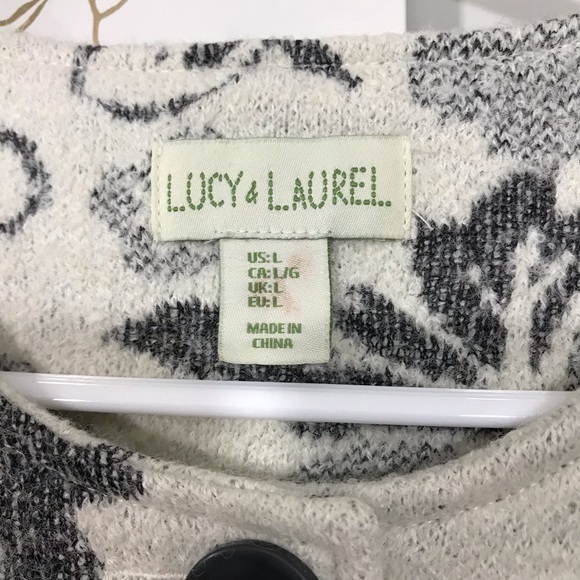 LUCY & LAUREL
US: L
CA: L/G
UK: L
EU: L
MADE IN
CHINA